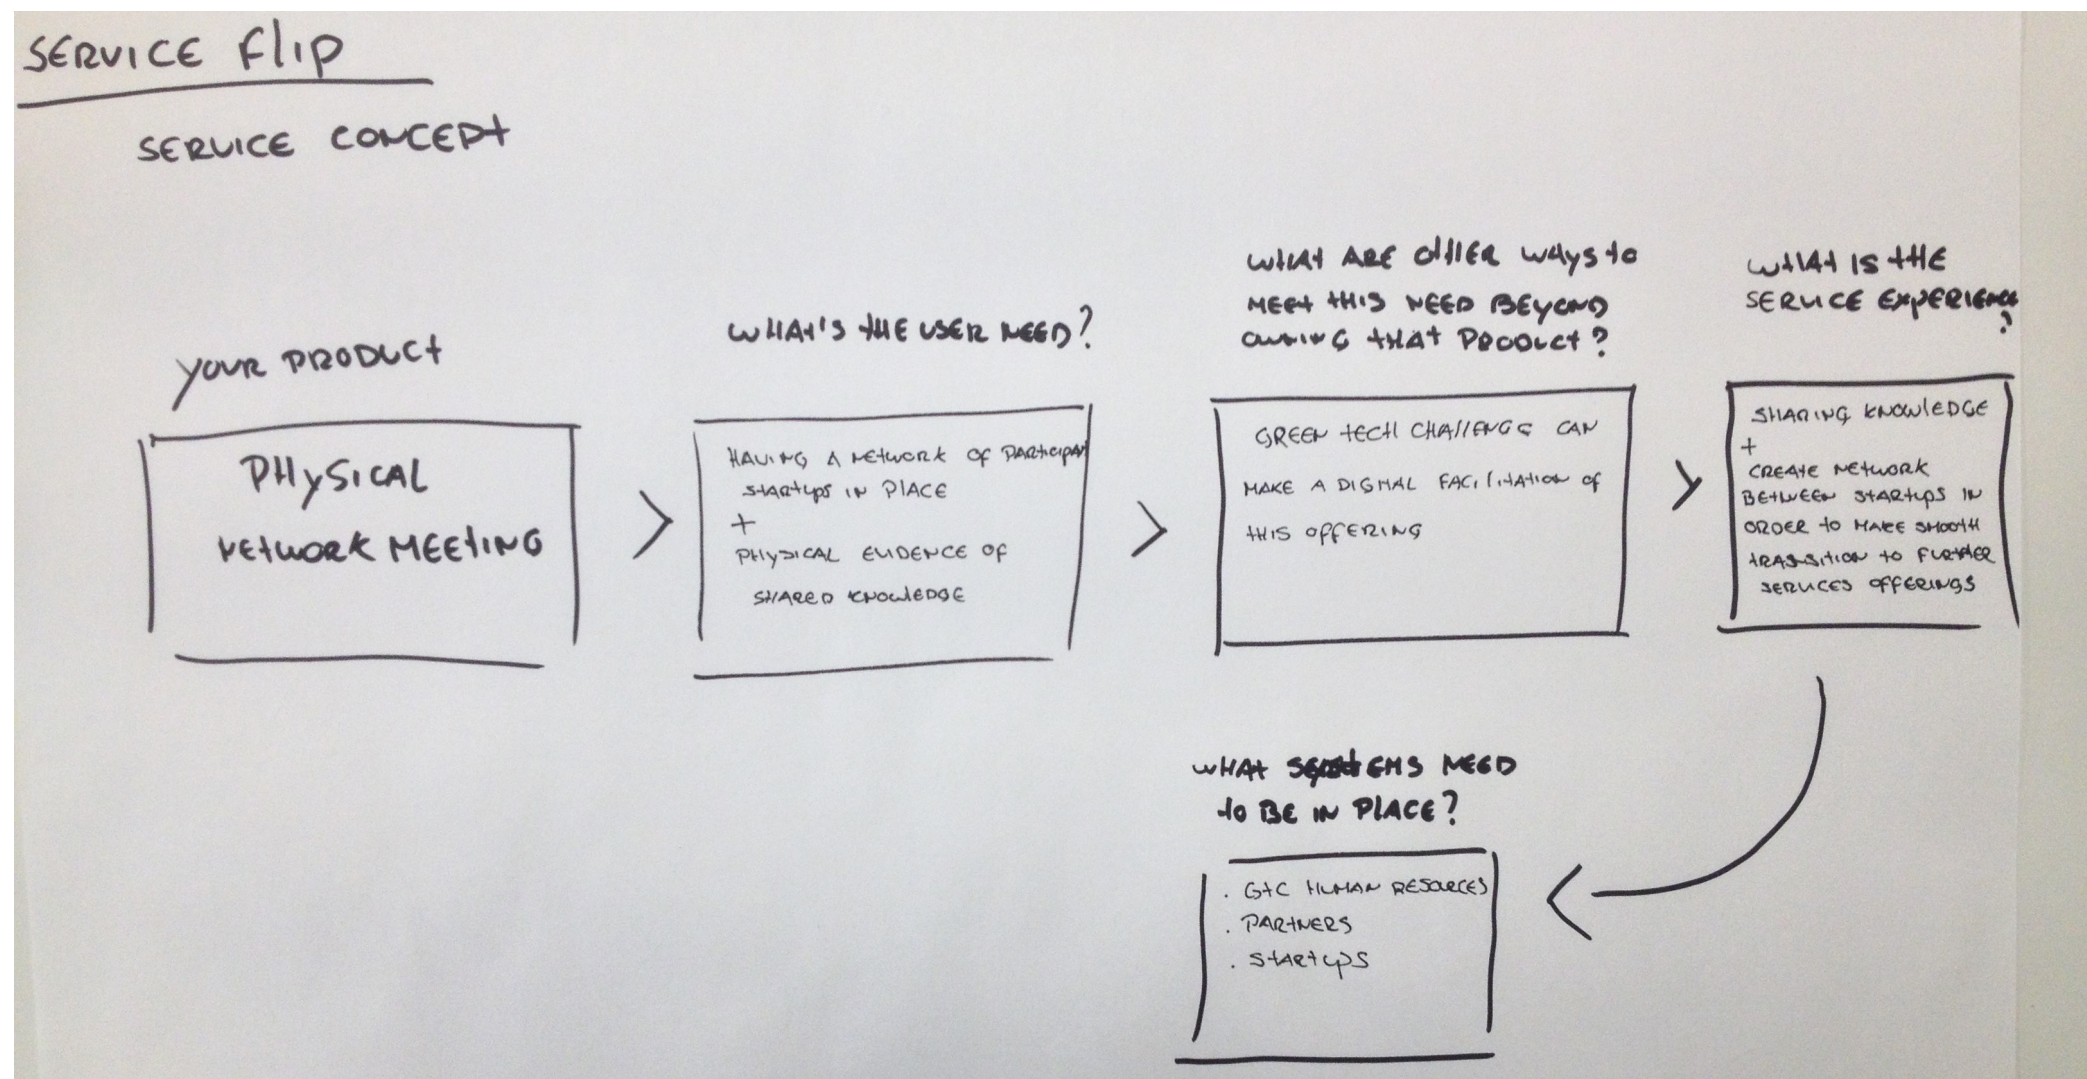 SERVICE FLIP
SERVICE CONCEPT
YOUR PRODUCT
PHYSICAL
NETWORK MEETING
>
WHAT'S THE USER NEED?
HAVING A NETWORK OF PARTICIPANT
STARTUPS IN PLACE
+
PHYSICAL EVIDENCE OF
SHARED KNOWLEDGE
>
WHAT ARE OTHER WAYS TO
MEET THIS NEED BEYOND
OWNING THAT PRODUCT?
GREEN TECH CHALLENGE CAN
MAKE A DIGITAL FACILITATION OF
THIS OFFERING
>
WHAT IS THE
SERVICE EXPERIENCE
?
SHARING KNOWLEDGE
+
CREATE NETWORK
BETWEEN STARTUPS IN
ORDER TO MAKE SMOOTH
TRANSITION TO FURTHER
SERVICES OFFERINGS
WHAT SYSTEMS NEED
TO BE IN PLACE?
. GTC HUMAN RESOURCES
. PARTNERS
. STARTUPS